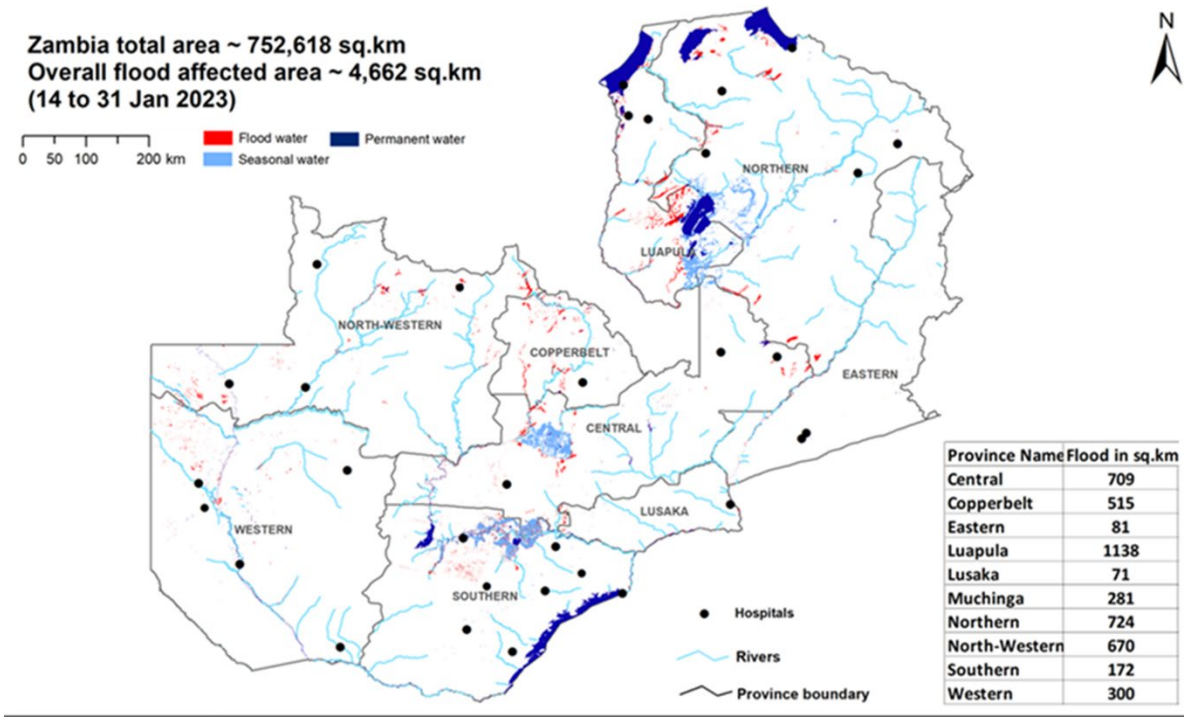 Zambia total area ~ 752,618 sq.km
Overall flood affected area ~ 4,662 sq.km
(14 to 31 Jan 2023)
0 50 100 200 km
Flood water
Permanent water
Seasonal water
N
NORTHERN
LUAPULA
NORTH-WESTERN
COPPERBELT
EASTERN
CENTRAL
WESTERN
LUSAKA
SOUTHERN
Hospitals
Rivers
Province boundary
Province Name Flood in sq.km
Central 709
Copperbelt 515
Eastern 81
Luapula 1138
Lusaka 71
Muchinga 281
Northern 724
North-Western 670
Southern 172
Western 300